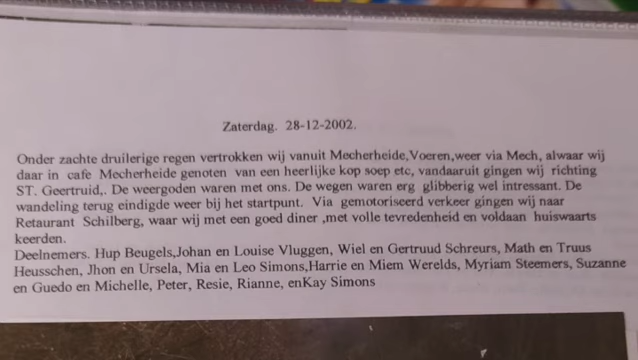 Zaterdag. 28-12-2002.
Onder zachte druilerige regen vertrokken wij vanuit Mecherheide,Voeren,weer via Mech, alwaar wij
daar in cafe Mecherheide genoten van een heerlijke kop soep etc, vandaaruit gingen wij richting
ST. Geertruid,. De weergoden waren met ons. De wegen waren erg glibberig wel intressant. De
wandeling terug eindigde weer bij het startpunt. Via gemotoriseerd verkeer gingen wij naar
Retaurant Schilberg, waar wij met een goed diner ,met volle tevredenheid en voldaan huiswaarts
keerden.
Deelnemers. Hup Beugels,Johan en Louise Vluggen, Wiel en Gertruud Schreurs, Math en Truus
Heusschen, Jhon en Ursela, Mia en Leo Simons,Harrie en Miem Werelds, Myriam Steemers, Suzanne
en Guedo en Michelle, Peter, Resie, Rianne, enKay Simons